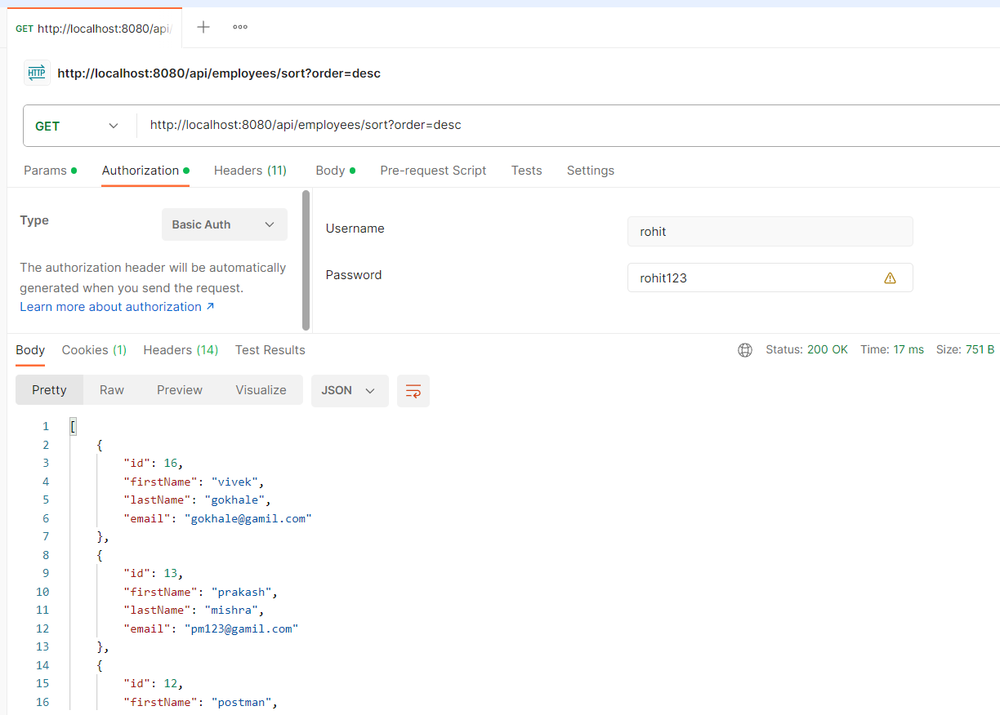 GET http://localhost:8080/api/
http://localhost:8080/api/employees/sort?order=desc
GET http://localhost:8080/api/employees/sort?order=desc
Params Authorization Headers (11) Body Pre-request Script Tests Settings
Type Basic Auth
The authorization header will be automatically
generated when you send the request.
Learn more about authorization ↗
Username rohit
Password rohit123
Body Cookies (1) Headers (14) Test Results Status: 200 OK Time: 17 ms Size: 751 B
Pretty Raw Preview Visualize JSON
1 [
2 {
3 "id": 16,
4 "firstName": "vivek",
5 "lastName": "gokhale",
6 "email": "gokhale@gamil.com"
7 },
8 {
9 "id": 13,
10 "firstName": "prakash",
11 "lastName": "mishra",
12 "email": "pm123@gamil.com"
13 },
14 {
15 "id": 12,
16 "firstName": "postman",